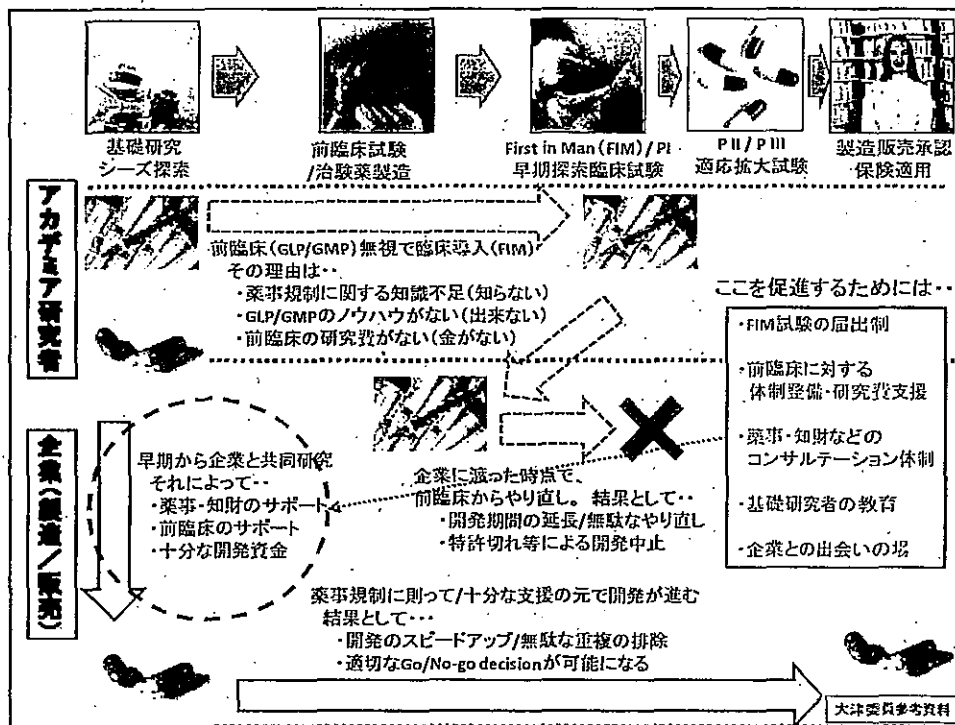 基礎研究
シーズ探索
前臨床試験
/治験薬製造
First in Man (FIM) / PI
早期探索臨床試験
PⅡ / PⅢ
適応拡大試験
製造販売承認
保険適用
アカデミア研究者
前臨床(GLP/GMP)無視で臨床導入(FIM)
その理由は‥
・薬事規制に関する知識不足(知らない)
・GLP/GMPのノウハウがない(出来ない)
・前臨床の研究費がない(金がない)
ここを促進するためには‥
・FIM試験の届出制
・前臨床に対する
体制整備・研究費支援
・薬事・知財などの
コンサルテーション体制
・基礎研究者の教育
・企業との出会いの場
企業(製造/販売)
早期から企業と共同研究
それによって‥
・薬事・知財のサポート
・前臨床のサポート
・十分な開発資金
企業に渡った時点で、
前臨床からやり直し。 結果として‥
・開発期間の延長/無駄なやり直し
・特許切れ等による開発中止
薬事規制に則って/十分な支援の元で開発が進む
結果として‥・
・開発のスピードアップ/無駄な重複の排除
・適切なGo/No-go decisionが可能になる
大津委員参考資料